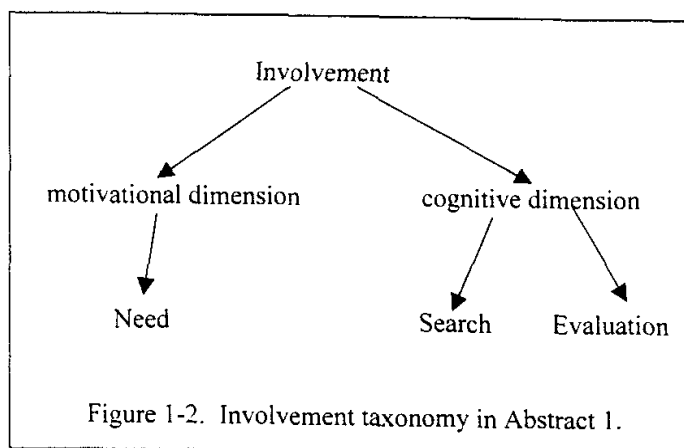 Involvement
motivational dimension cognitive dimension
Need Search Evaluation
Figure 1-2. Involvement taxonomy in Abstract 1.